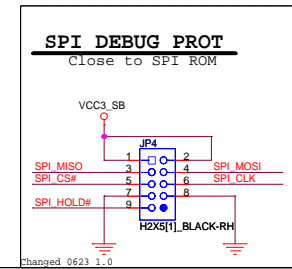 SPI DEBUG PROT
Close to SPI ROM
VCC3_SB
JP4
1 2
SPI_MISO 3 4 SPI_MOSI
SPI_CS# 5 6 SPI_CLK
7 8
SPI_HOLD# 9
H2X5[1]_BLACK-RH
Changed 0623 1.0